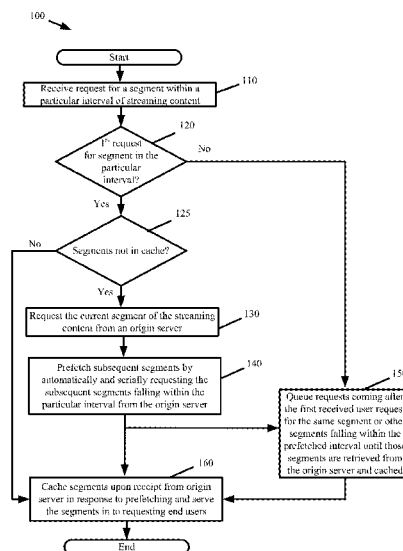 100
Start
Receive request for a segment within a
particular interval of streaming content
110
120
1st request
for segment in the
particular
interval?
No
Yes
125
Segments not in cache?
No
Yes
Request the current segment of the streaming
content from an origin server
130
Prefetch subsequent segments by
automatically and serially requesting the
subsequent segments falling within the
particular interval from the origin server
140
Queue requests coming after
the first received user request
for the same segment or other
segments falling within the
prefetched interval until those
segments are retrieved from
the origin server and cached
160
Cache segments upon receipt from origin
server in response to prefetching and serve
the segments in to requesting end users
End